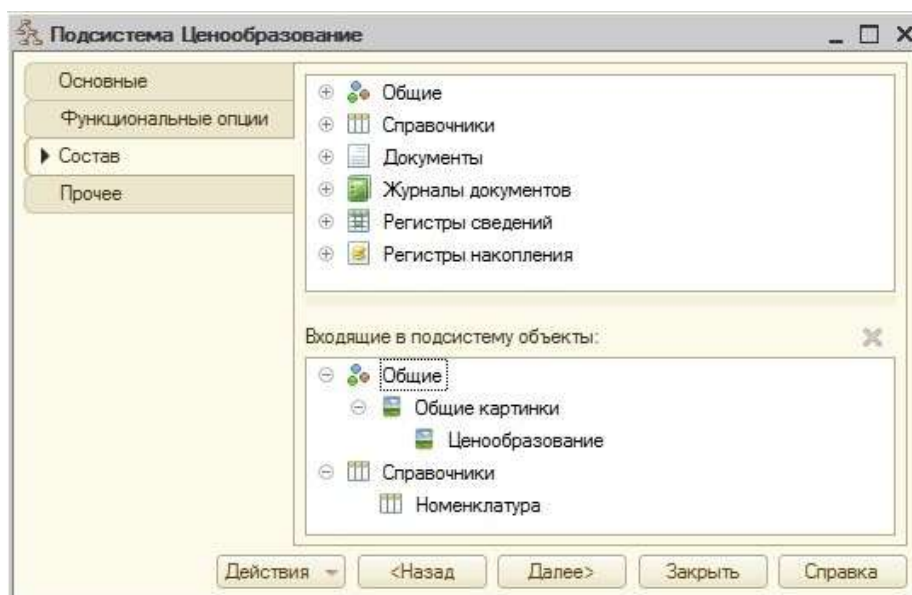 Подсистема Ценообразование
Основные
Функциональные опции
Состав
Прочее
Общие
Справочники
Документы
Журналы документов
Регистры сведений
Регистры накопления
Входящие в подсистему объекты:
Общие
Общие картинки
Ценообразование
Справочники
Номенклатура
Действия
<Назад
Далее>
Закрыть
Справка